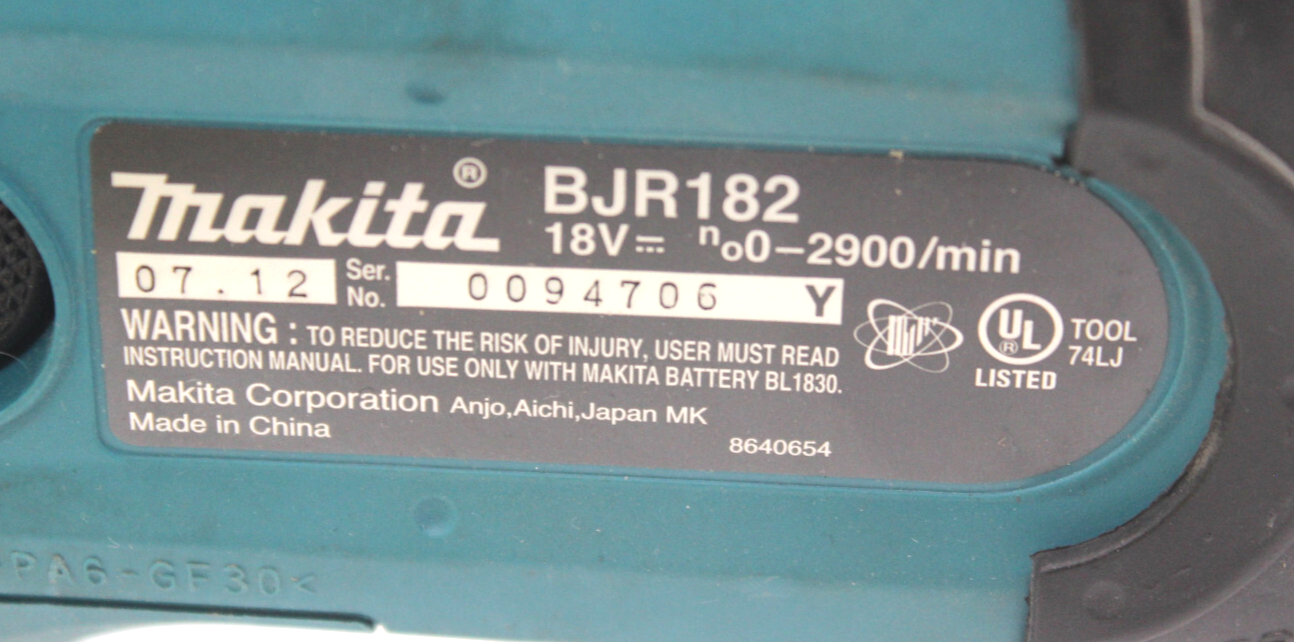 makita®
BJR182
18V⎓ no0-2900/min
07.12 Ser. No. 0094706 Y
WARNING : TO REDUCE THE RISK OF INJURY, USER MUST READ
INSTRUCTION MANUAL. FOR USE ONLY WITH MAKITA BATTERY BL1830.
Makita Corporation Anjo,Aichi,Japan MK
Made in China
8640654
UL®
LISTED
TOOL
74LJ
PA6-GF30<